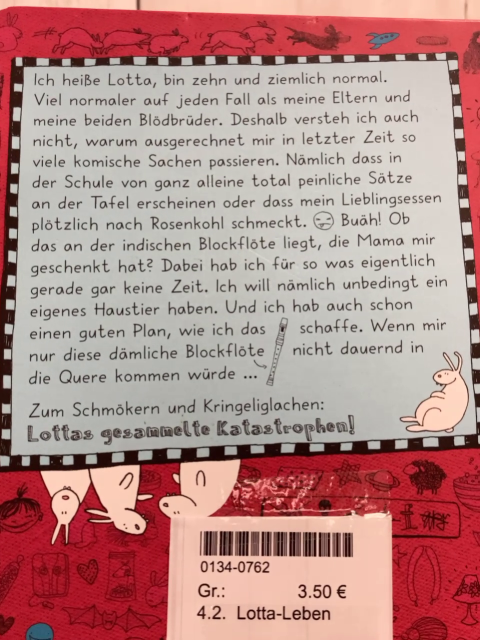 Ich heiße Lotta, bin zehn und ziemlich normal.
Viel normaler auf jeden Fall als meine Eltern und
meine beiden Blödbrüder. Deshalb versteh ich auch
nicht, warum ausgerechnet mir in letzter Zeit so
viele komische Sachen passieren. Nämlich dass in
der Schule von ganz alleine total peinliche Sätze
an der Tafel erscheinen oder dass mein Lieblingsessen
plötzlich nach Rosenkohl schmeckt. Buäh! Ob
das an der indischen Blockflöte liegt, die Mama mir
geschenkt hat? Dabei hab ich für so was eigentlich
gerade gar keine Zeit. Ich will nämlich unbedingt ein
eigenes Haustier haben. Und ich hab auch schon
einen guten Plan, wie ich das schaffe. Wenn mir
nur diese dämliche Blockflöte nicht dauernd in
die Quere kommen würde ...
Zum Schmökern und Kringeliglachen:
Lottas gesammelte Katastrophen!
0134-0762
Gr.: 3.50 €
4.2. Lotta-Leben